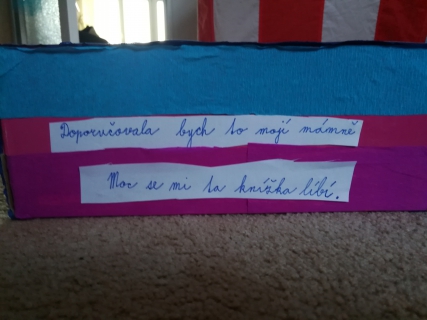 Doporučovala bych to mojí mámně
Moc se mi ta knížka líbí.